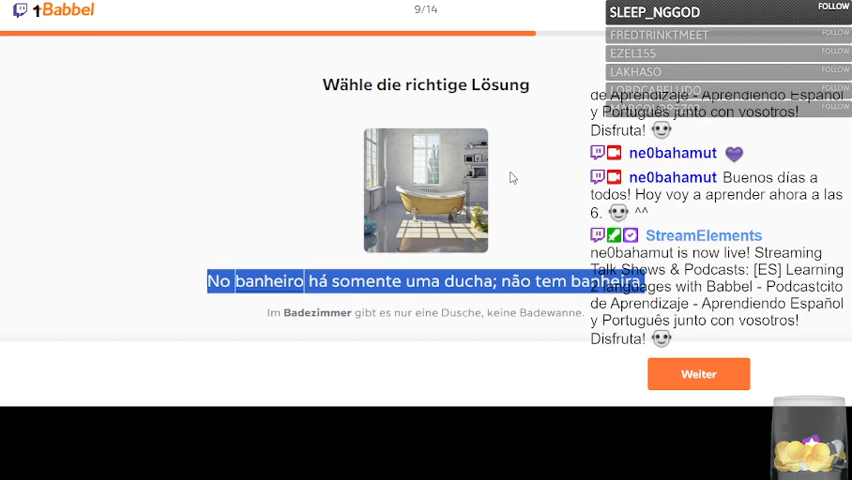 1Babbel
9/14
SLEEP_NGGOD FOLLOW
FREDTRINKTMEET FOLLOW
EZEL155 FOLLOW
LAKHASO FOLLOW
FOLLOW
FOLLOW
Wähle die richtige Lösung
No banheiro há somente uma ducha; não tem banheira.
Im Badezimmer gibt es nur eine Dusche, keine Badewanne.
Weiter
de Aprendizaje - Aprendiendo Español
y Português junto con vosotros!
Disfruta!
ne0bahamut
ne0bahamut Buenos días a
todos! Hoy voy a aprender ahora a las
6. ^^
StreamElements
ne0bahamut is now live! Streaming
Talk Shows & Podcasts: [ES] Learning
2 languages with Babbel - Podcastcito
de Aprendizaje - Aprendiendo Español
y Português junto con vosotros!
Disfruta!